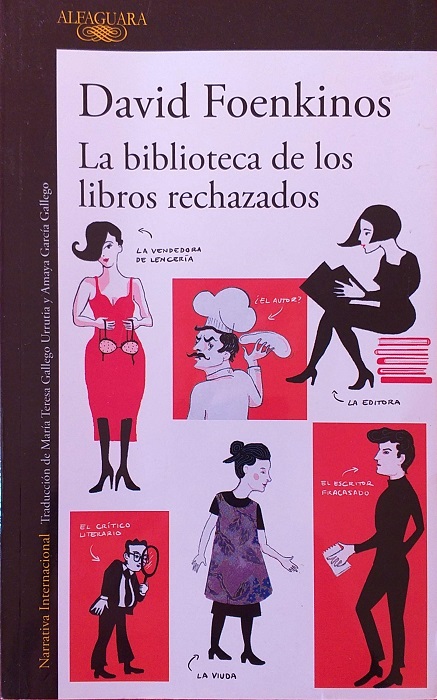 ALFAGUARA
David Foenkinos
La biblioteca de los
libros rechazados
LA VENDEDORA
DE LENCERÍA
¿EL AUTOR?
LA EDITORA
EL ESCRITOR
FRACASADO
EL CRÍTICO
LITERARIO
LA VIUDA
Narrativa Internacional Traducción de María Teresa Gallego Urrutia y Amaya García Gallego